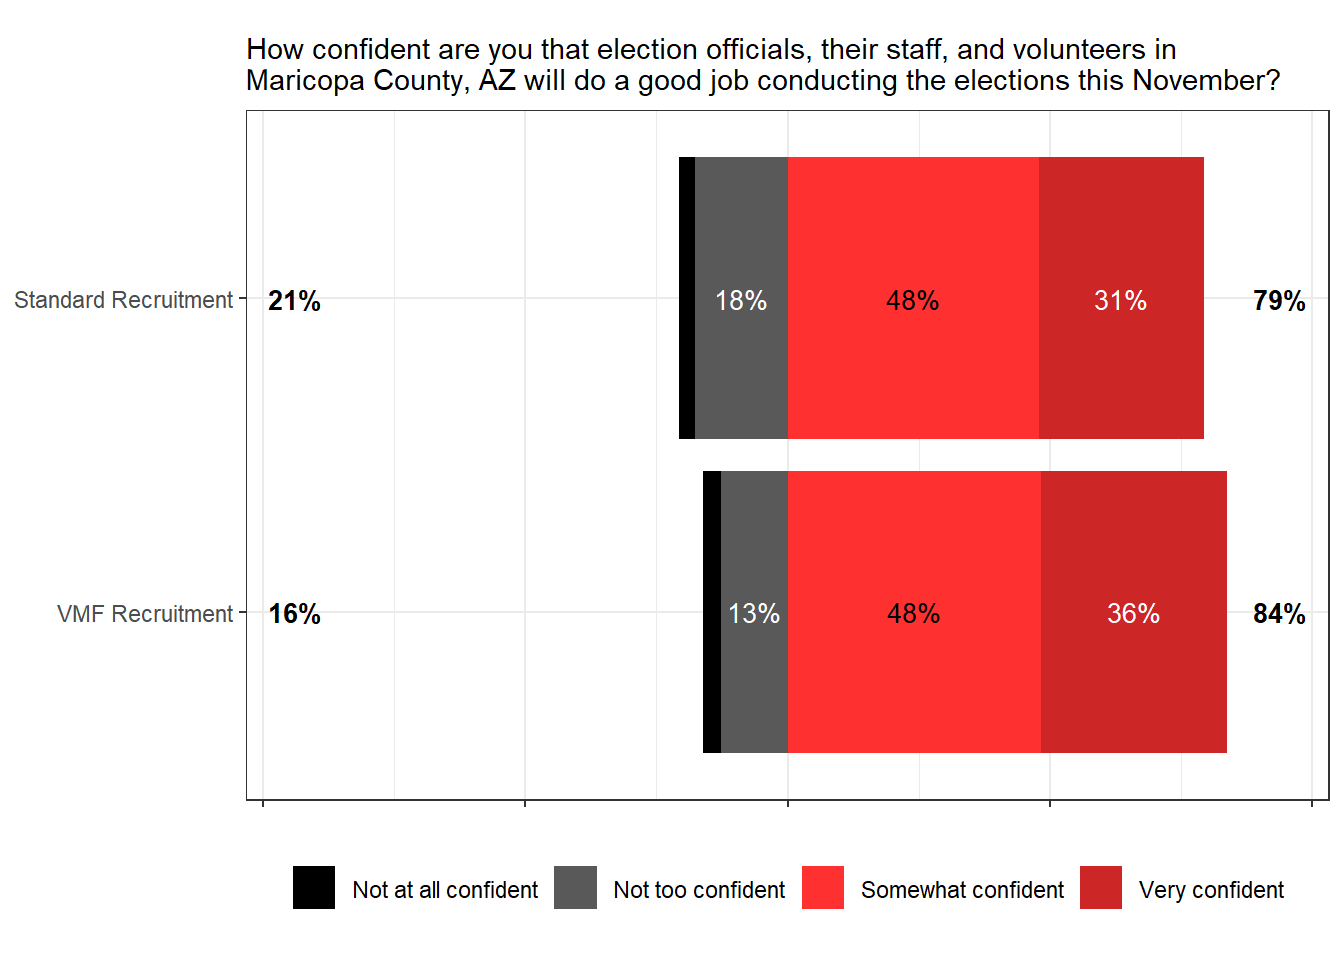 How confident are you that election officials, their staff, and volunteers in
Maricopa County, AZ will do a good job conducting the elections this November?
Standard Recruitment 21% 18% 48% 31% 79%
VMF Recruitment 16% 13% 48% 36% 84%
Not at all confident Not too confident Somewhat confident Very confident